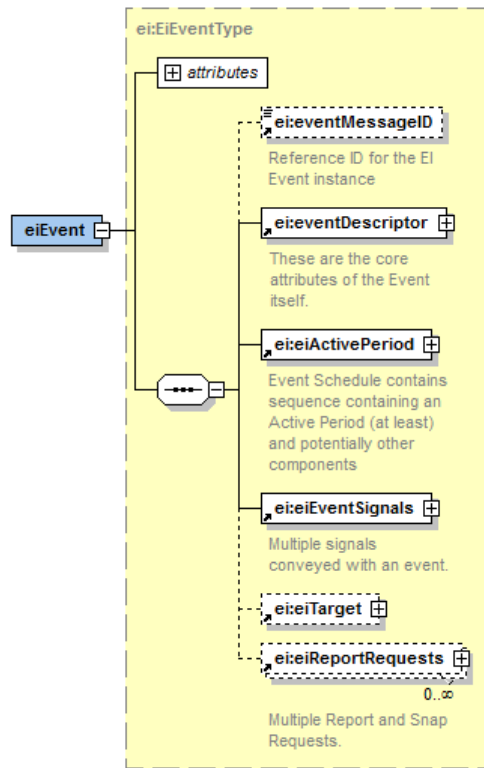 ei:EiEventType
attributes
ei:eventMessageID
Reference ID for the EI
Event instance
eiEvent
ei:eventDescriptor
These are the core
attributes of the Event
itself.
ei:eiActivePeriod
Event Schedule contains
sequence containing an
Active Period (at least)
and potentially other
components
ei:eiEventSignals
Multiple signals
conveyed with an event.
ei:eiTarget
ei:eiReportRequests
0..∞
Multiple Report and Snap
Requests.